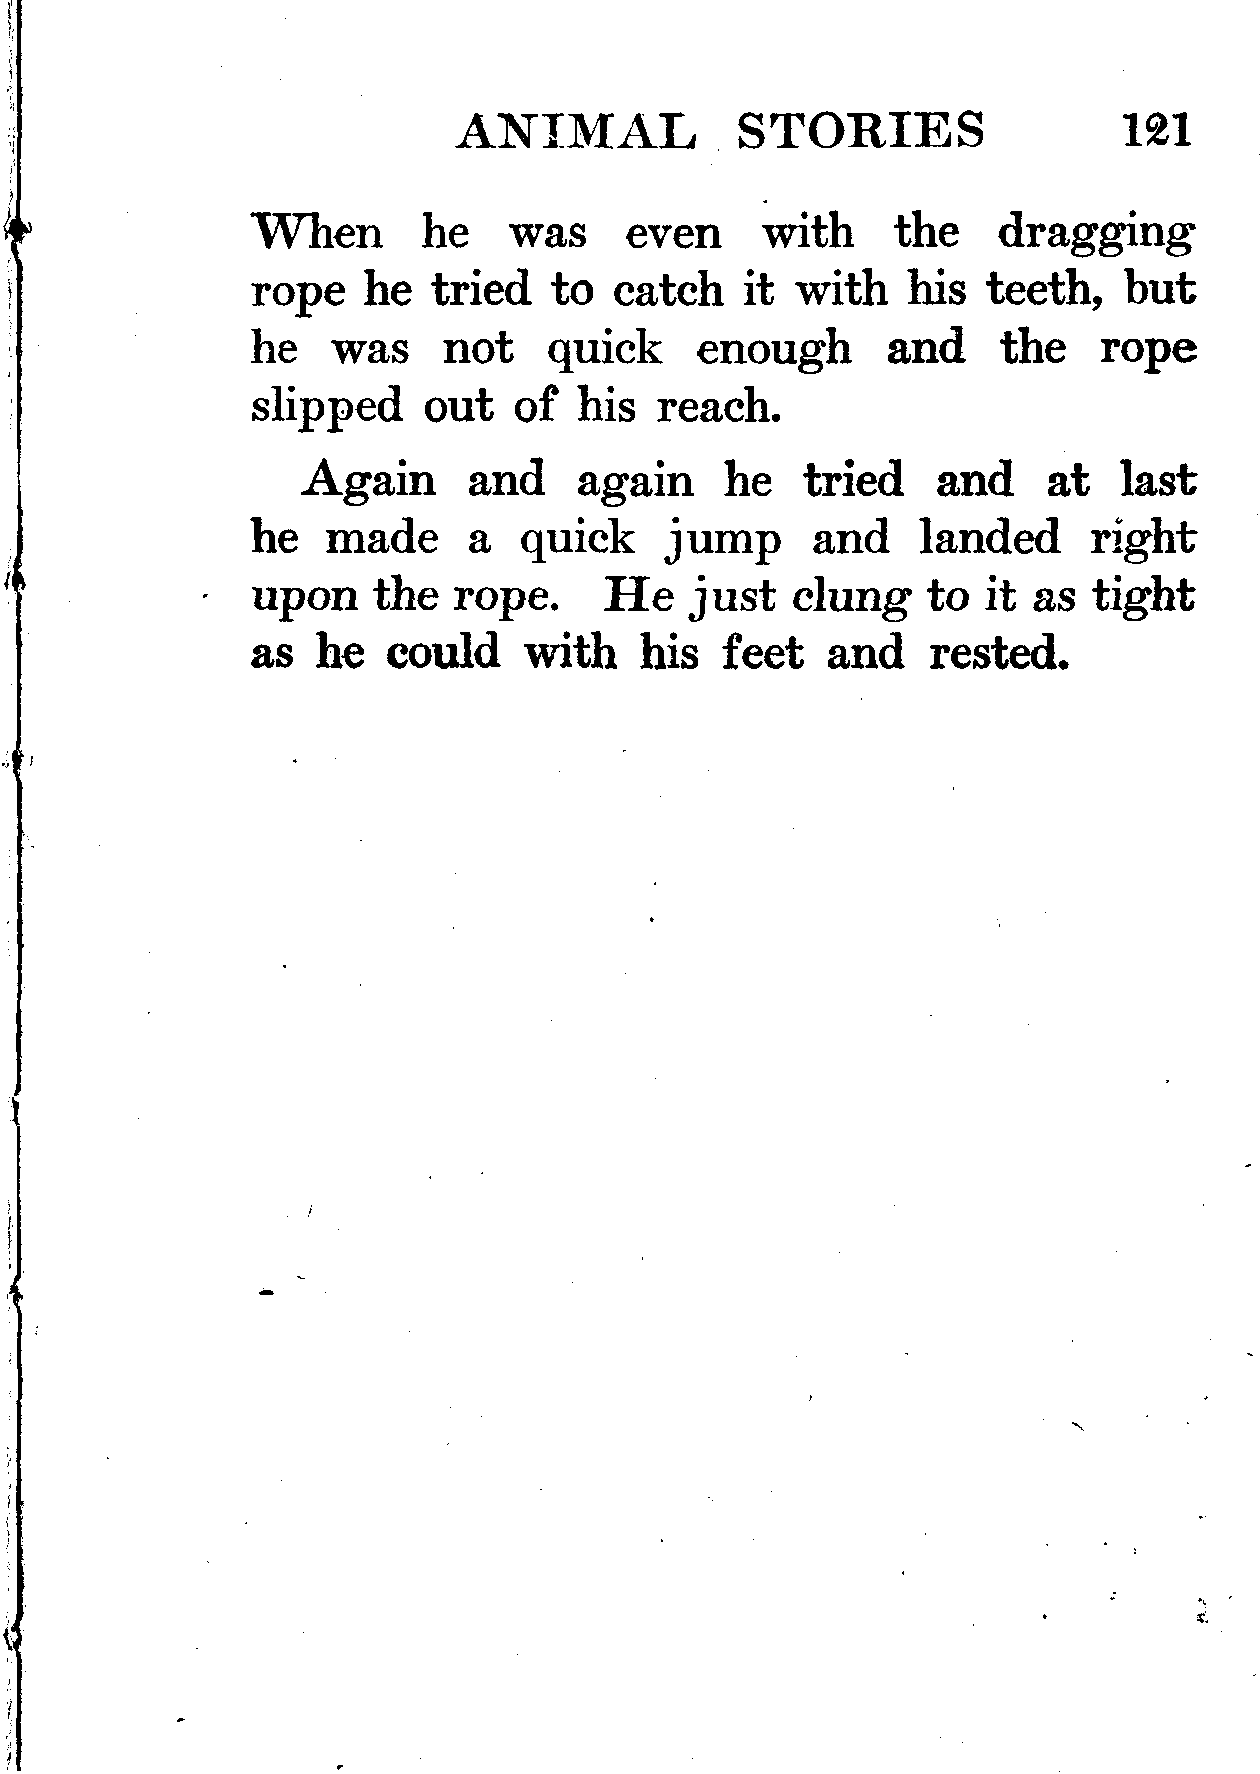 ANIMAL STORIES 121
When he was even with the dragging
rope he tried to catch it with his teeth, but
he was not quick enough and the rope
slipped out of his reach.
Again and again he tried and at last
he made a quick jump and landed right
upon the rope. He just clung to it as tight
as he could with his feet and rested.